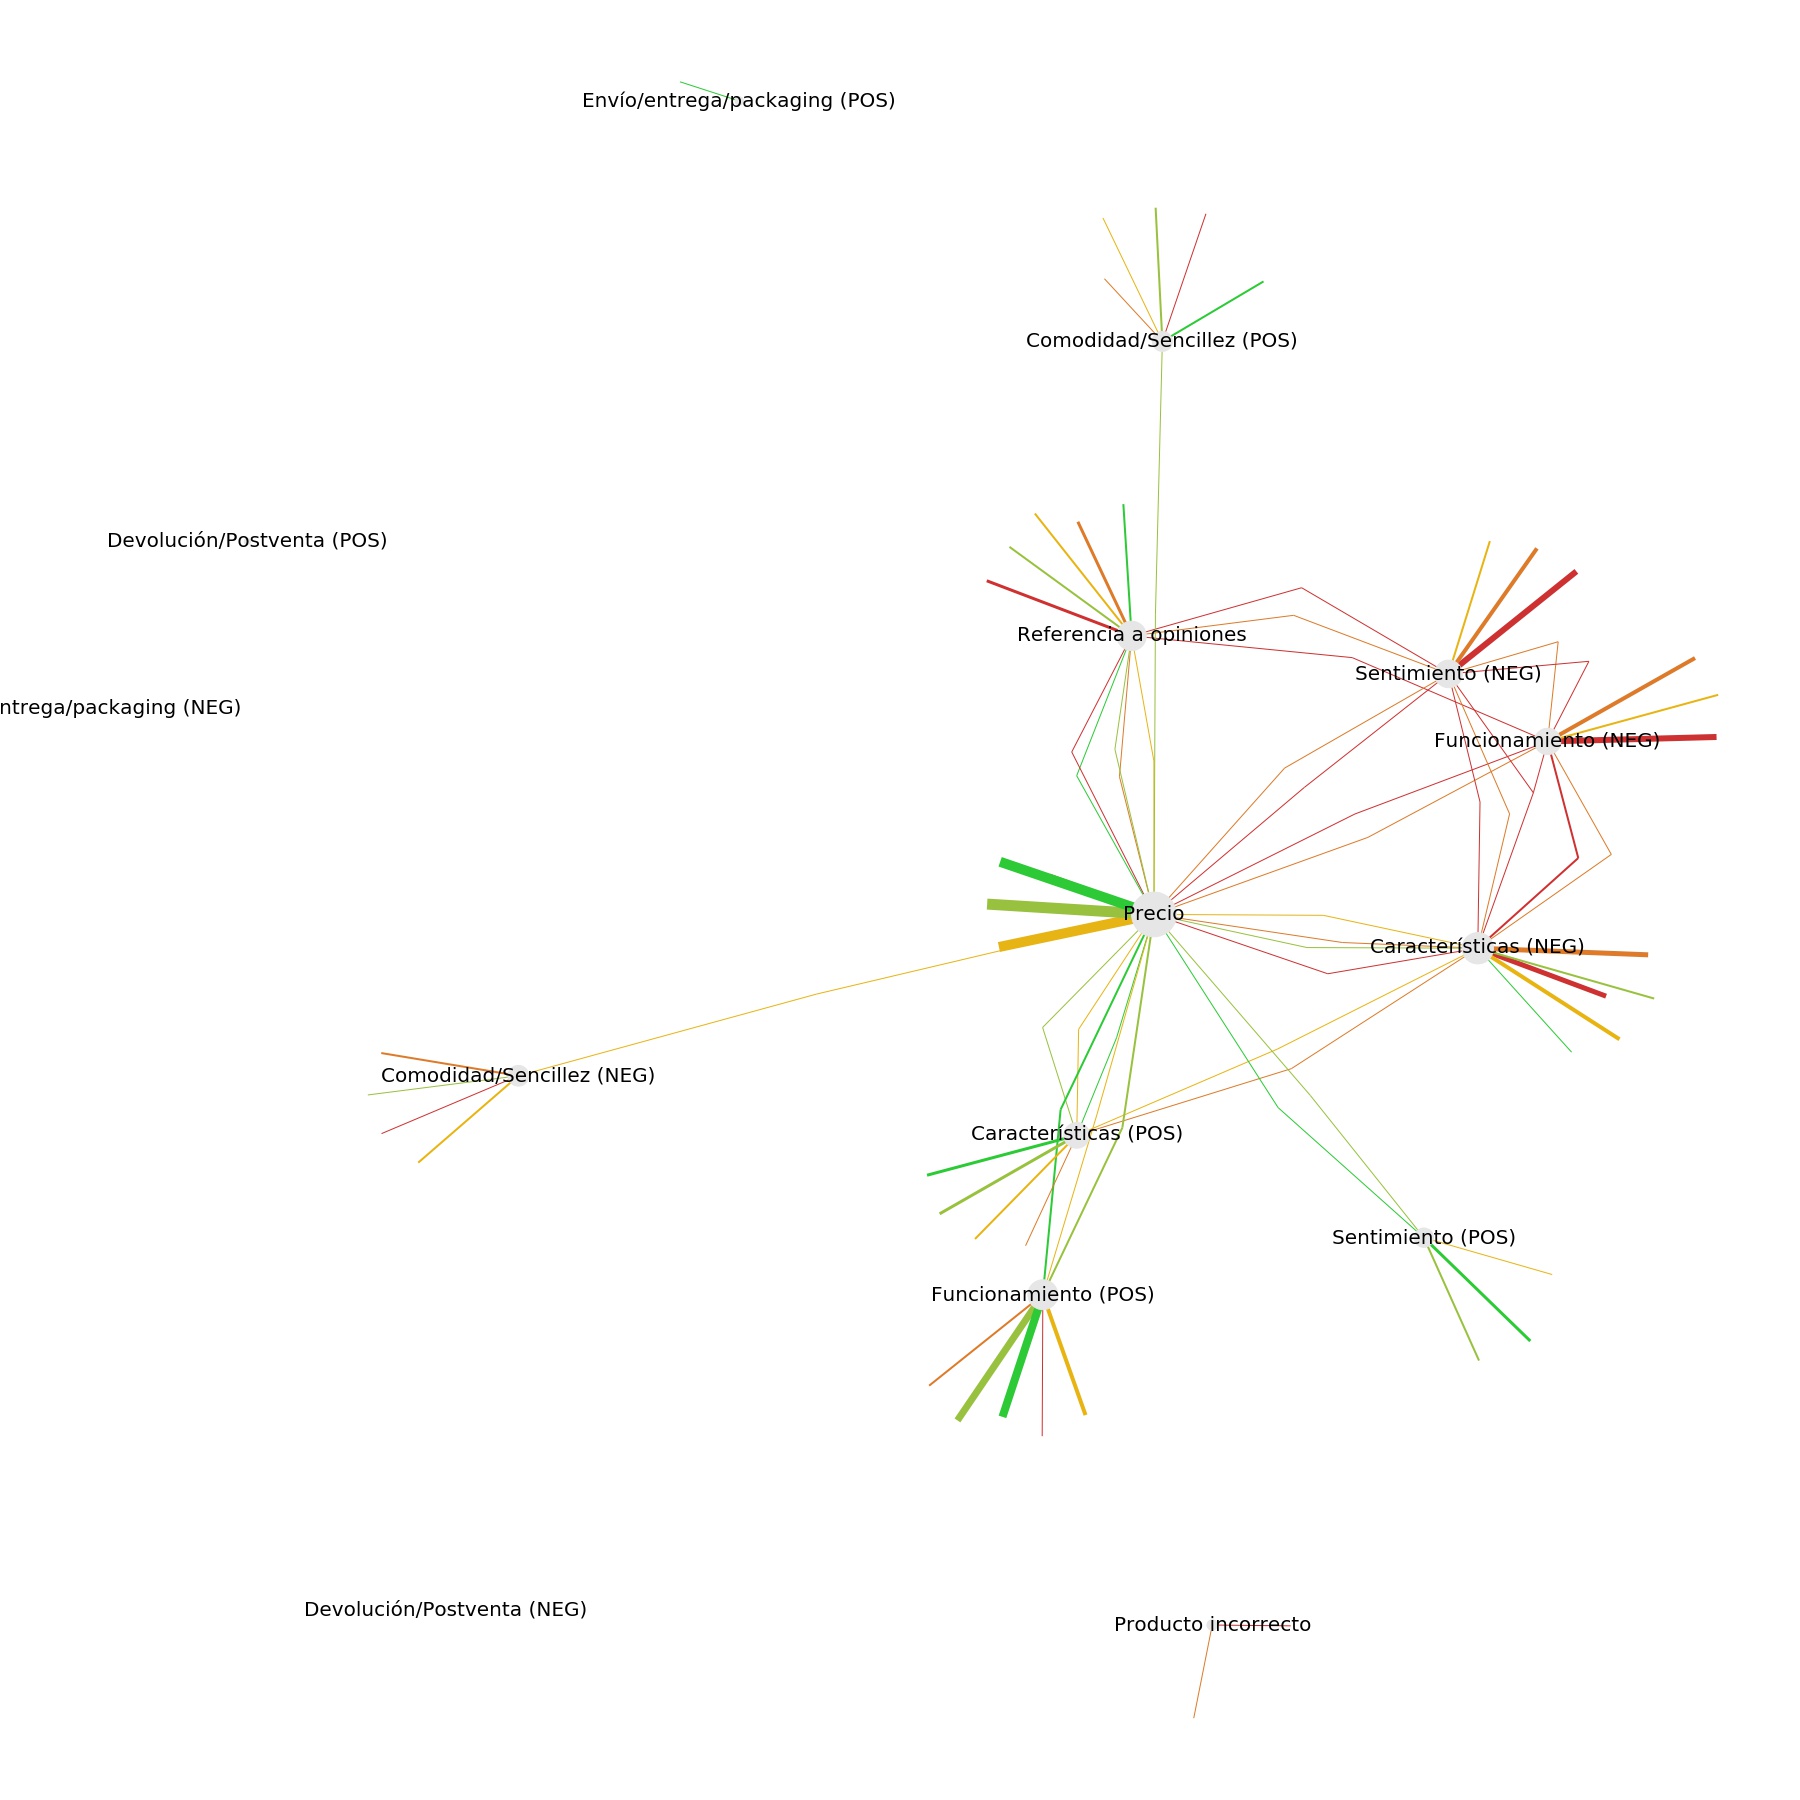 Envío/entrega/packaging (POS)
Comodidad/Sencillez (POS)
Devolución/Postventa (POS)
Referencia a opiniones
Sentimiento (NEG)
ntrega/packaging (NEG)
Funcionamiento (NEG)
Precio
Características (NEG)
Comodidad/Sencillez (NEG)
Características (POS)
Sentimiento (POS)
Funcionamiento (POS)
Devolución/Postventa (NEG)
Producto incorrecto